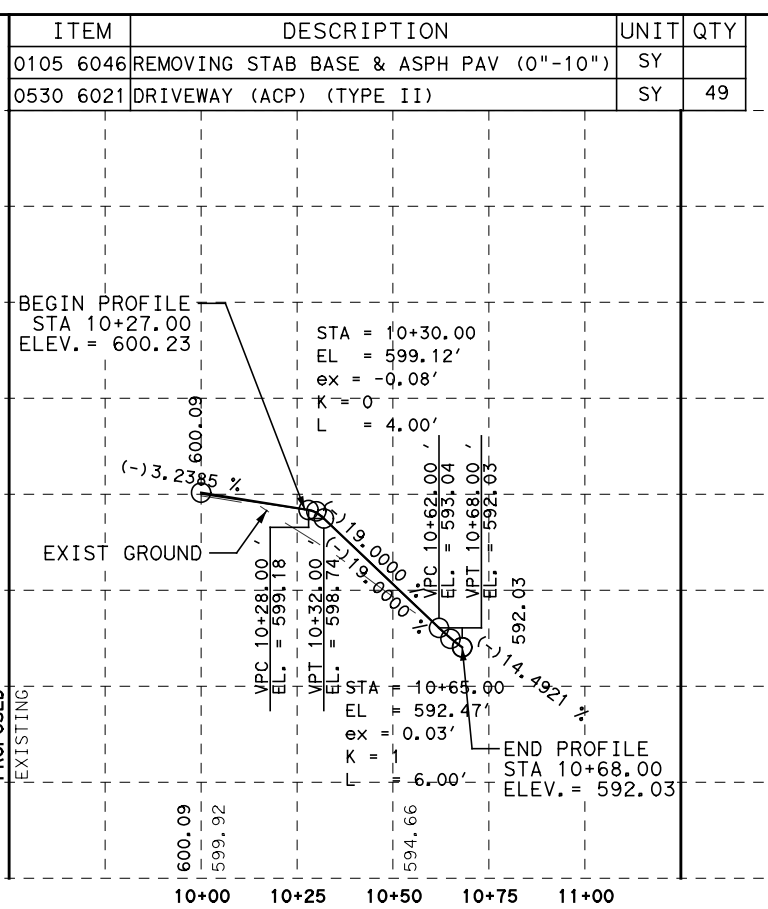 ITEM DESCRIPTION UNIT QTY
0105 6046 REMOVING STAB BASE & ASPH PAV (0"-10") SY
0530 6021 DRIVEWAY (ACP) (TYPE II) SY 49
BEGIN PROFILE
STA 10+27.00
ELEV.= 600.23
STA = 10+30.00
EL = 599.12'
ex = -0.08'
K = 0
L = 4.00'
600.09
(-)3.2385 %
(-)19.0000 %
(-)19.0000 %
VPC 10+62.00 '
EL. = 593.04
VPT 10+68.00 '
EL. = 592.03
592.03
EXIST GROUND
VPC 10+28.00 '
EL. = 599.18
VPT 10+32.00 '
EL. = 598.74
(-)14.4921 %
STA = 10+65.00
EL = 592.47'
ex = 0.03'
K = 1
L = 6.00'
END PROFILE
STA 10+68.00
ELEV.= 592.03
PROPOSED
EXISTING
600.09
599.92
594.66
10+00 10+25 10+50 10+75 11+00